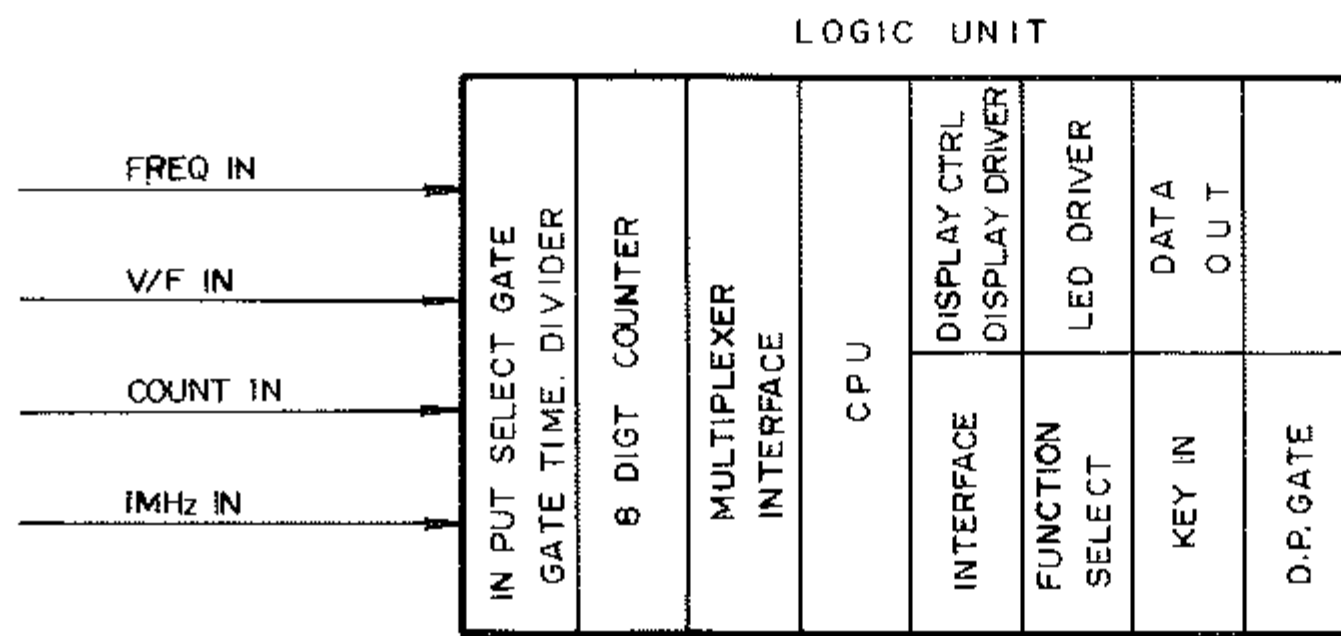 LOGIC UNIT
FREQ IN
V/F IN
COUNT IN
1MHz IN
IN PUT SELECT GATE
GATE TIME. DIVIDER
8 DIGT COUNTER
MULTIPLEXER
INTERFACE
CPU
DISPLAY CTRL
DISPLAY DRIVER
INTERFACE
LED DRIVER
FUNCTION
SELECT
DATA
OUT
KEY IN
D.P. GATE